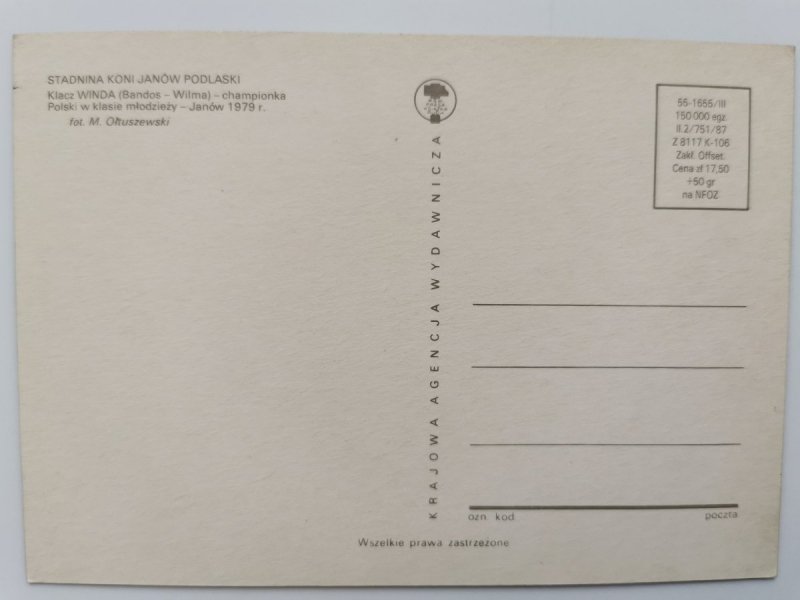 STADNINA KONI JANÓW PODLASKI
Klacz WINDA (Bandos – Wilma) – championka
Polski w klasie młodzieży – Janów 1979 r.
fot. M. Ołtuszewski
KRAJOWA AGENCJA WYDAWNICZA
55-1655/III
150 000 egz.
II.2/751/87
Z 8117 K-106
Zakł. Offset.
Cena zł 17,50
+50 gr
na NFOZ
ozn. kod
poczta
Wszelkie prawa zastrzeżone